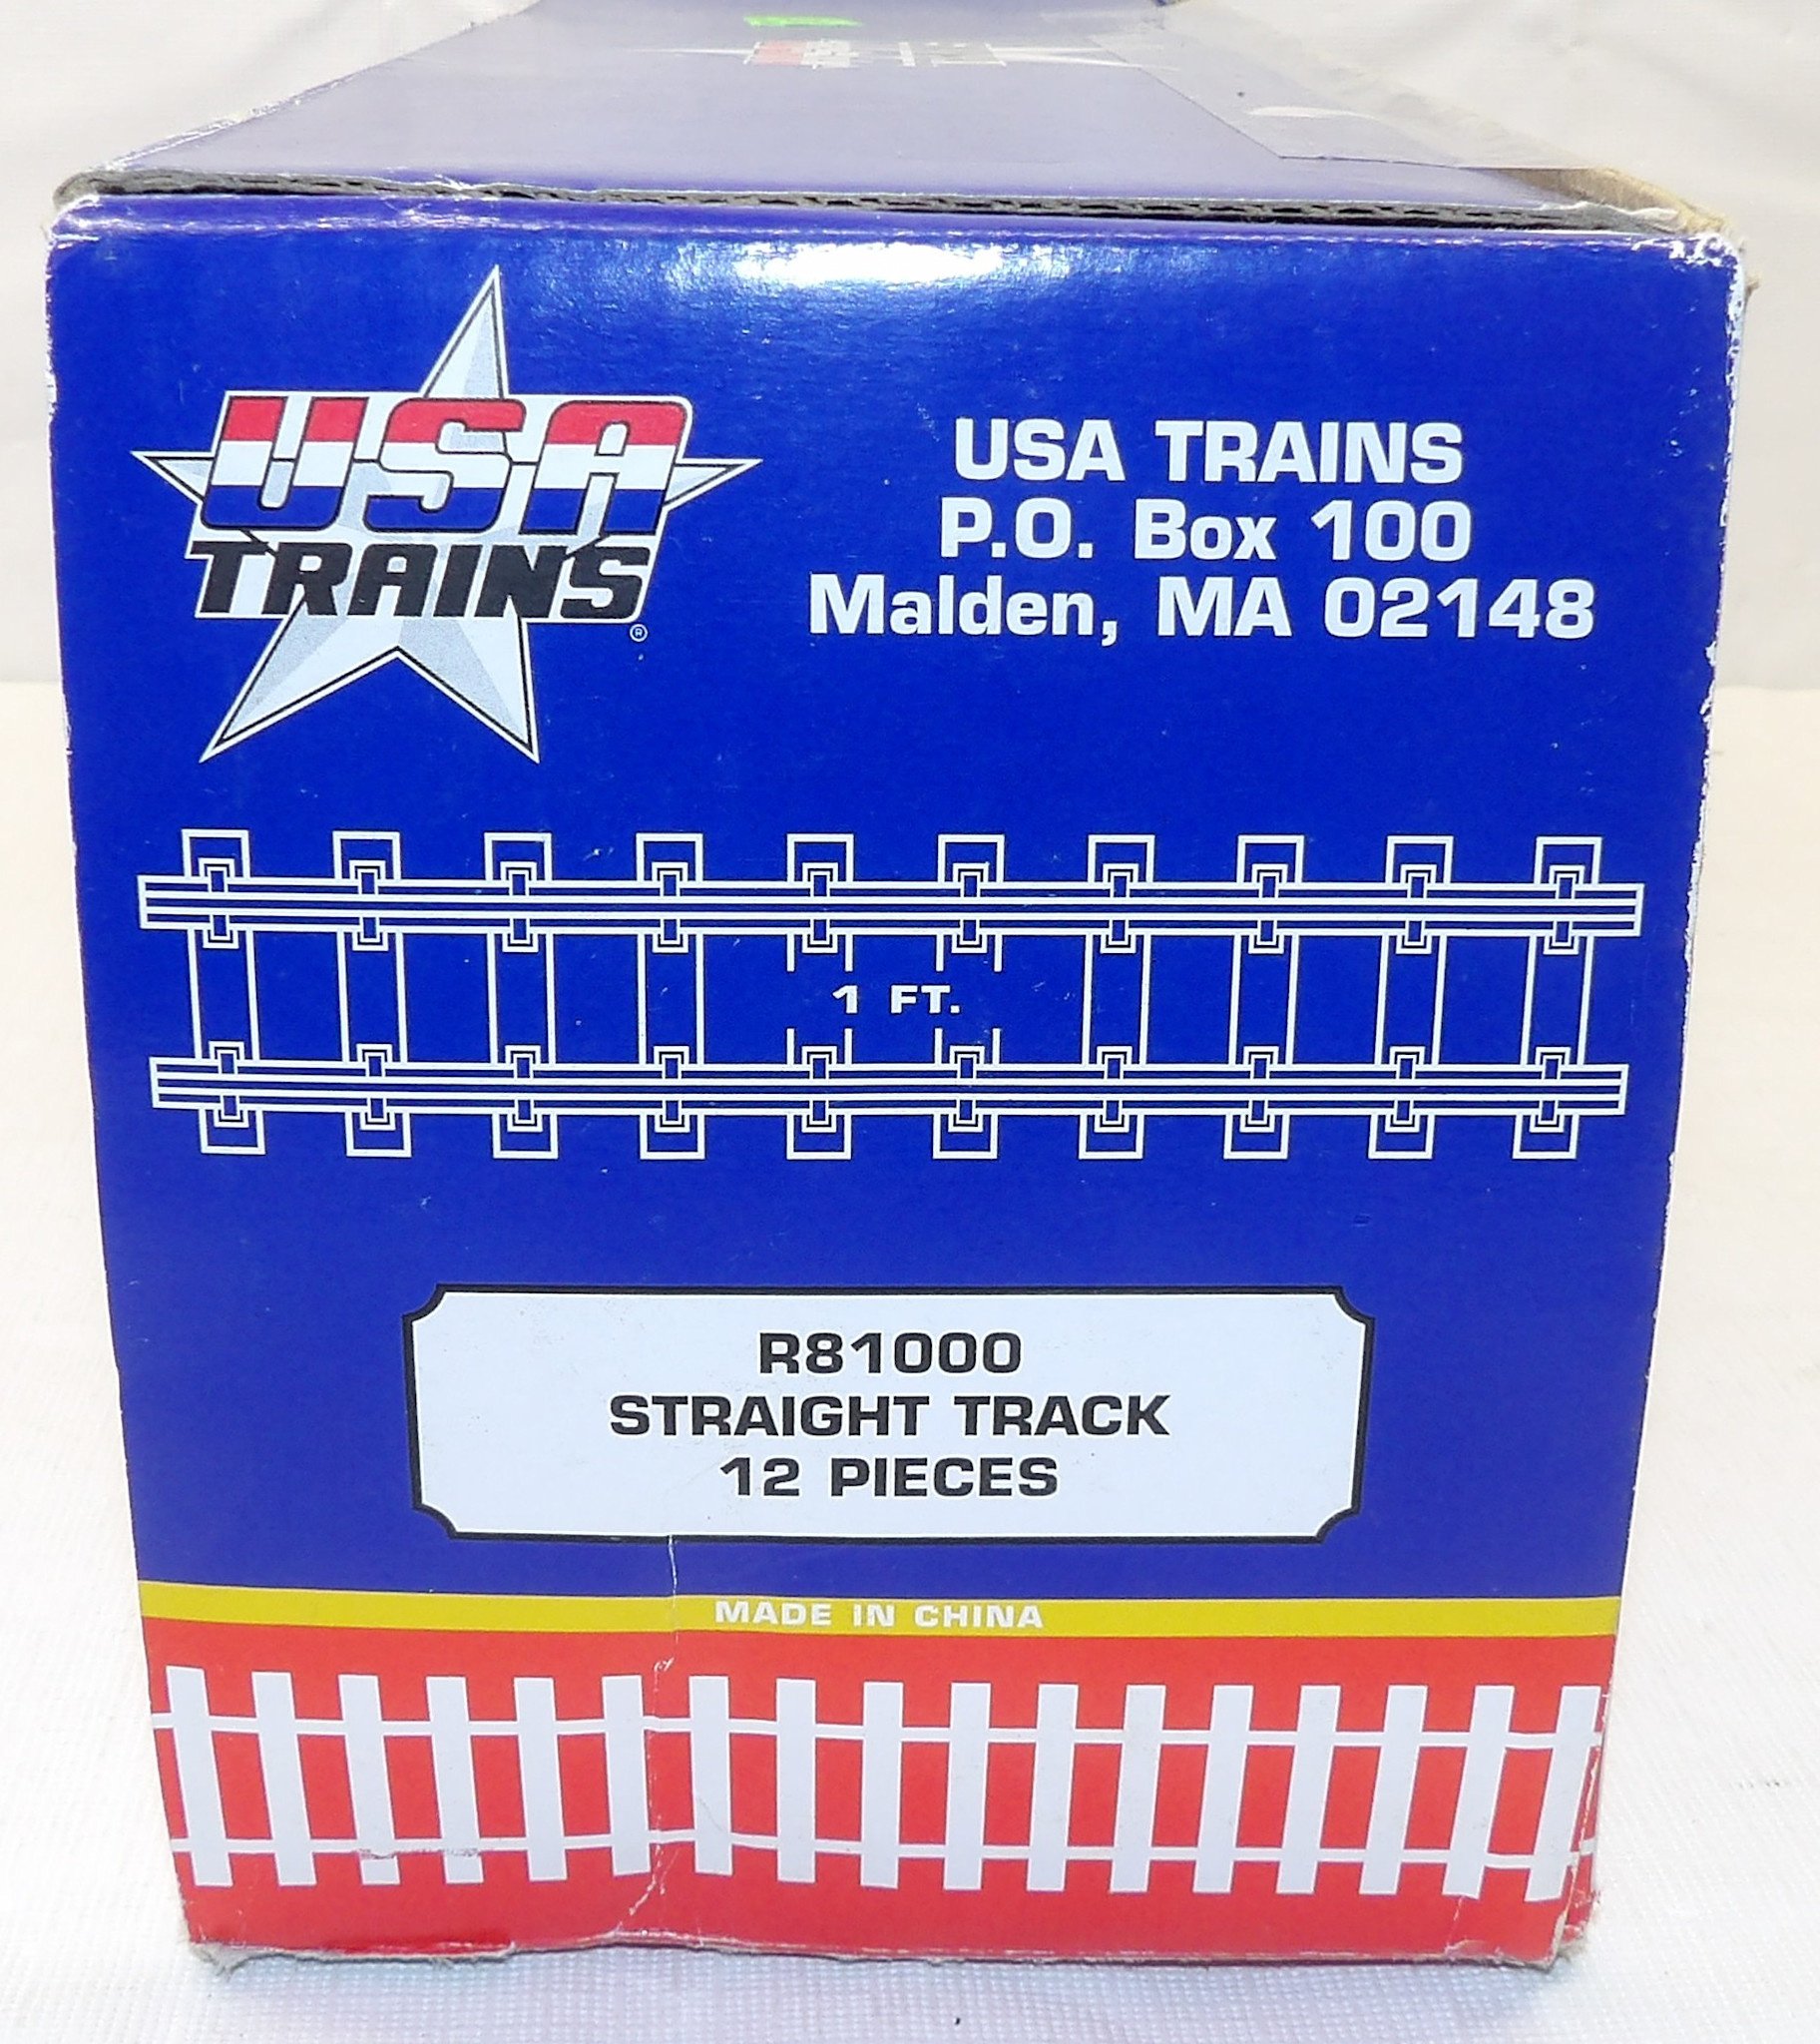 USA
TRAINS
®
USA TRAINS
P.O. Box 100
Malden, MA 02148
1 FT.
R81000
STRAIGHT TRACK
12 PIECES
MADE IN CHINA